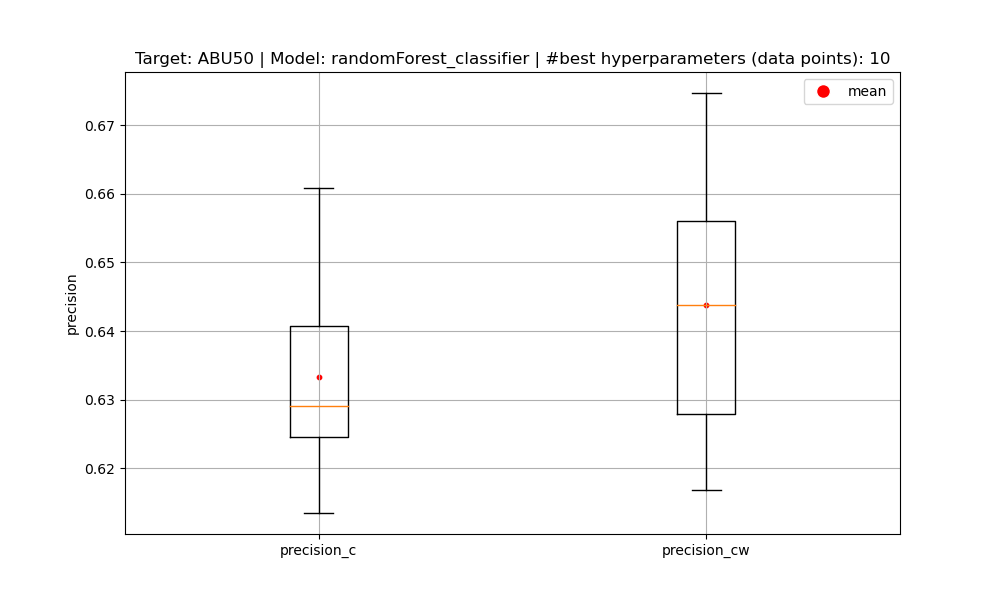 Target: ABU50 | Model: randomForest_classifier | #best hyperparameters (data points): 10
mean
0.67
0.66
0.65
0.64
0.63
0.62
precision
precision_c
precision_cw